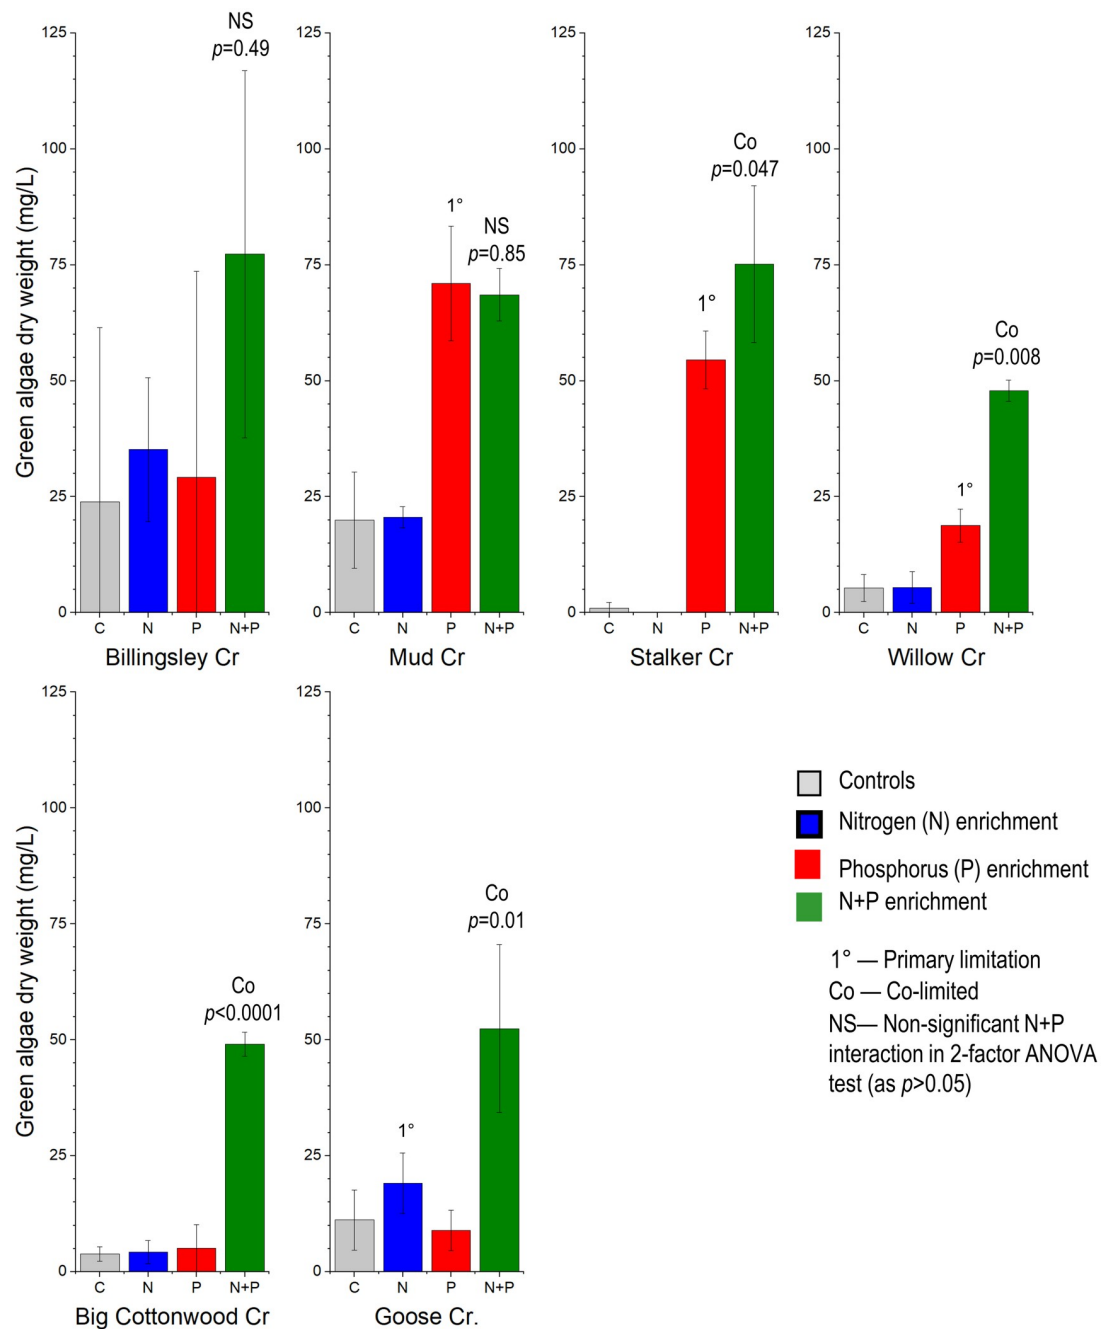 Green algae dry weight (mg/L)
125
100
75
50
25
0
NS
p=0.49
C N P N+P
Billingsley Cr
125
100
75
50
25
0
1°
NS
p=0.85
C N P N+P
Mud Cr
125
100
75
50
25
0
1°
Co
p=0.047
C N P N+P
Stalker Cr
125
100
75
50
25
0
1°
Co
p=0.008
C N P N+P
Willow Cr
Green algae dry weight (mg/L)
125
100
75
50
25
0
Co
p<0.0001
C N P N+P
Big Cottonwood Cr
125
100
75
50
25
0
1°
Co
p=0.01
C N P N+P
Goose Cr.
Controls
Nitrogen (N) enrichment
Phosphorus (P) enrichment
N+P enrichment
1° — Primary limitation
Co — Co-limited
NS— Non-significant N+P
interaction in 2-factor ANOVA
test (as p>0.05)